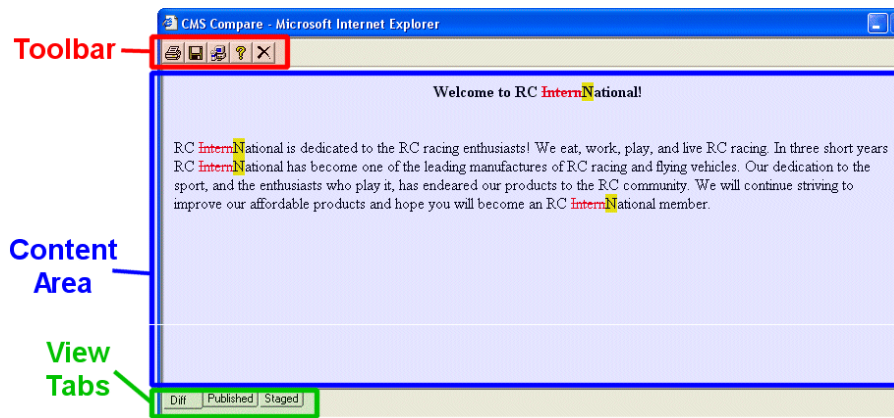 CMS Compare - Microsoft Internet Explorer
Toolbar
Welcome to RC InternNational!
RC InternNational is dedicated to the RC racing enthusiasts! We eat, work, play, and live RC racing. In three short years
RC InternNational has become one of the leading manufactures of RC racing and flying vehicles. Our dedication to the
sport, and the enthusiasts who play it, has endeared our products to the RC community. We will continue striving to
improve our affordable products and hope you will become an RC InternNational member.
Content
Area
View
Tabs
Diff Published Staged